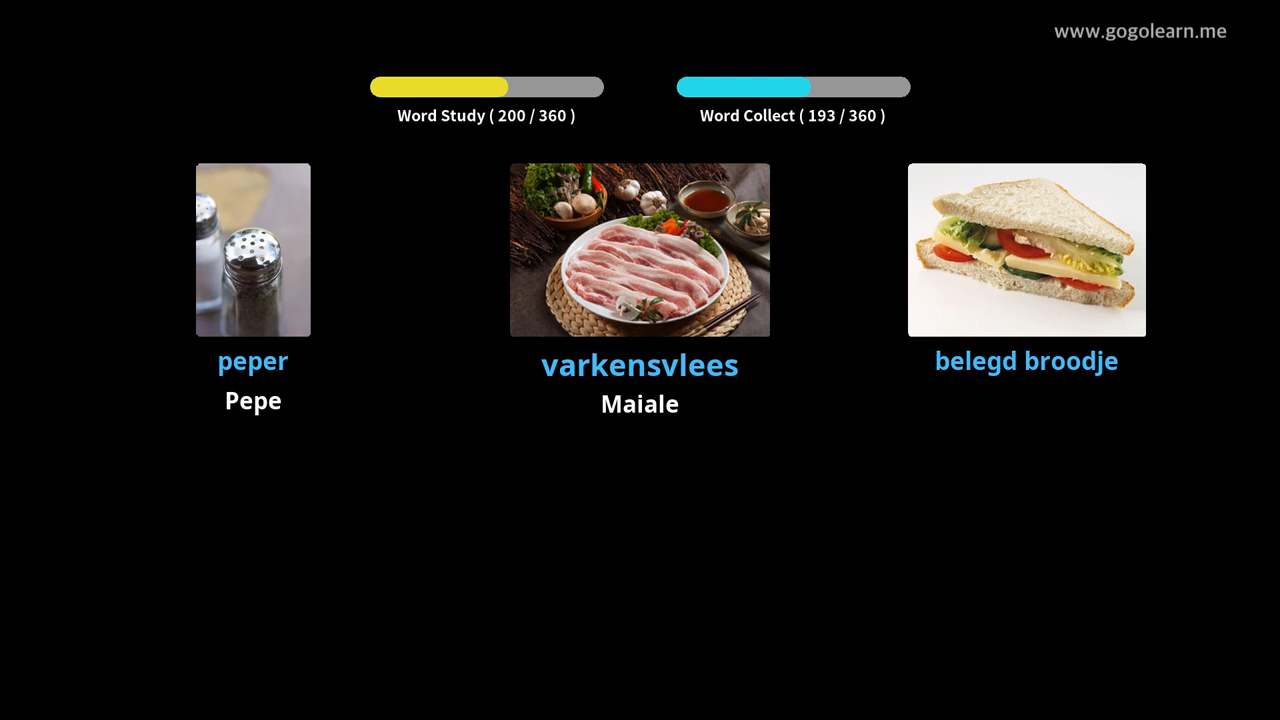 www.gogolearn.me
Word Study ( 200 / 360 )
Word Collect ( 193 / 360 )
peper
Pepe
varkensvlees
Maiale
belegd broodje